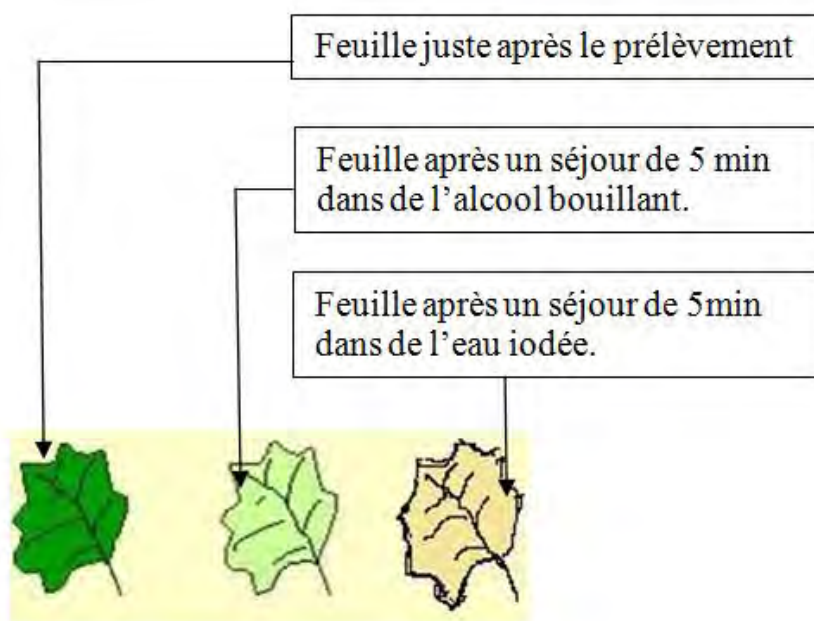 Feuille juste après le prélèvement
Feuille après un séjour de 5 min
dans de l’alcool bouillant.
Feuille après un séjour de 5min
dans de l’eau iodée.